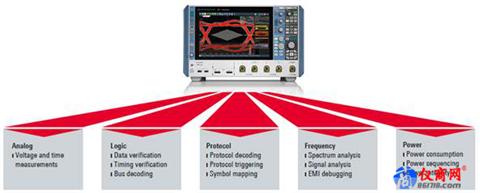 Analog
Voltage and time
measurements
Logic
Data verification
Timing verification
Bus decoding
Protocol
Protocol decoding
Protocol triggering
Symbol mapping
Frequency
Spectrum analysis
Signal analysis
EMI debugging
Power
Power consumption
Power sequencing
仪商网
861718.com